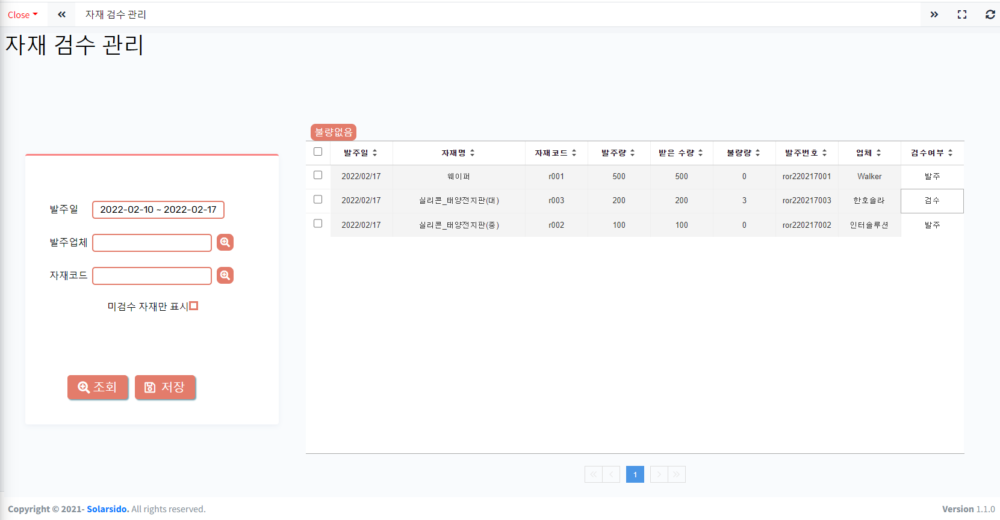 Close 자재 검수 관리
자재 검수 관리
불량없음
발주일 자재명 자재코드 발주량 받은 수량 불량량 발주번호 업체 검수여부
2022/02/17 웨이퍼 r001 500 500 0 ror220217001 Walker 발주
2022/02/17 실리콘_태양전지판(대) r003 200 200 3 ror220217003 한호솔라 검수
2022/02/17 실리콘_태양전지판(중) r002 100 100 0 ror220217002 인터솔루션 발주
발주일 2022-02-10 ~ 2022-02-17
발주업체
자재코드
미검수 자재만 표시
조회 저장
1
Copyright © 2021- Solarsido. All rights reserved. Version 1.1.0